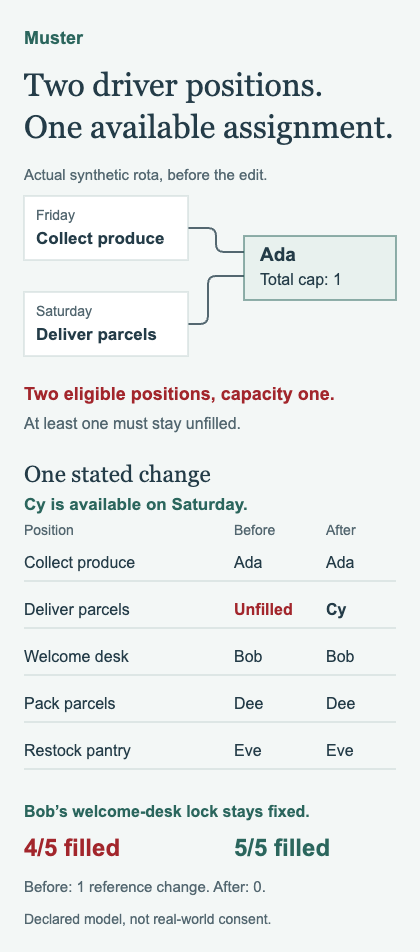 Muster
Two driver positions.
One available assignment.
Actual synthetic rota, before the edit.
Friday
Collect produce
Ada
Total cap: 1
Saturday
Deliver parcels
Two eligible positions, capacity one.
At least one must stay unfilled.
One stated change
Cy is available on Saturday.
Position Before After
Collect produce Ada Ada
Deliver parcels Unfilled Cy
Welcome desk Bob Bob
Pack parcels Dee Dee
Restock pantry Eve Eve
Bob’s welcome-desk lock stays fixed.
4/5 filled 5/5 filled
Before: 1 reference change. After: 0.
Declared model, not real-world consent.